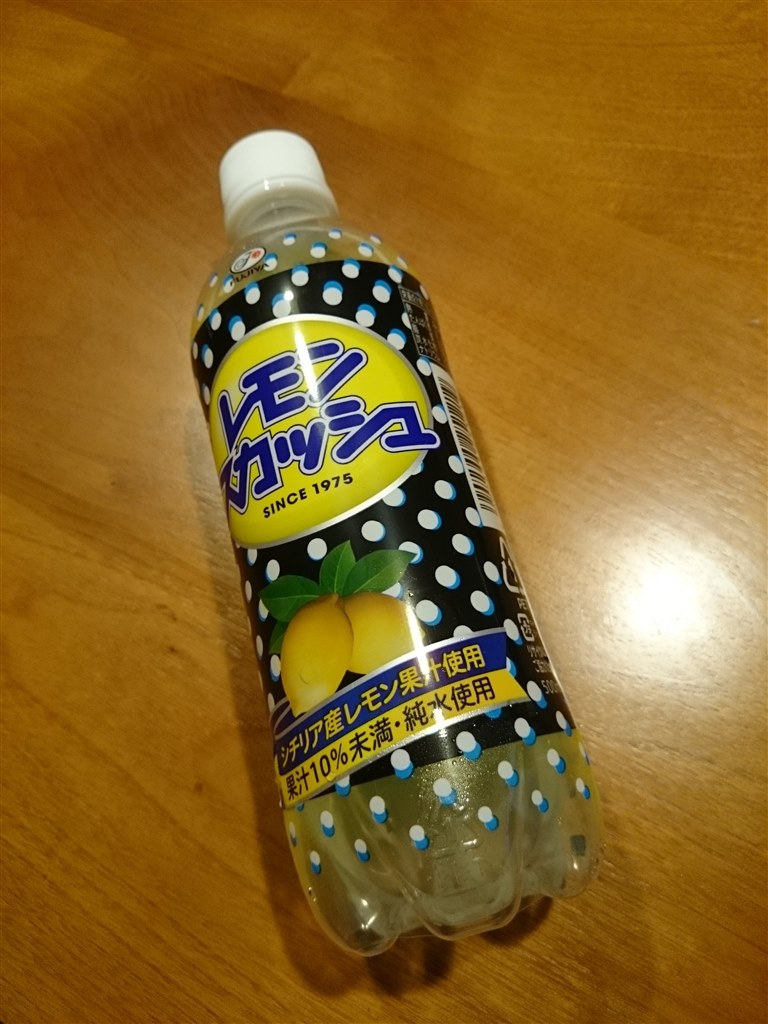 FUJIYA
レモン
スカッシュ
SINCE 1975
シチリア産レモン果汁使用
果汁10%未満・純水使用